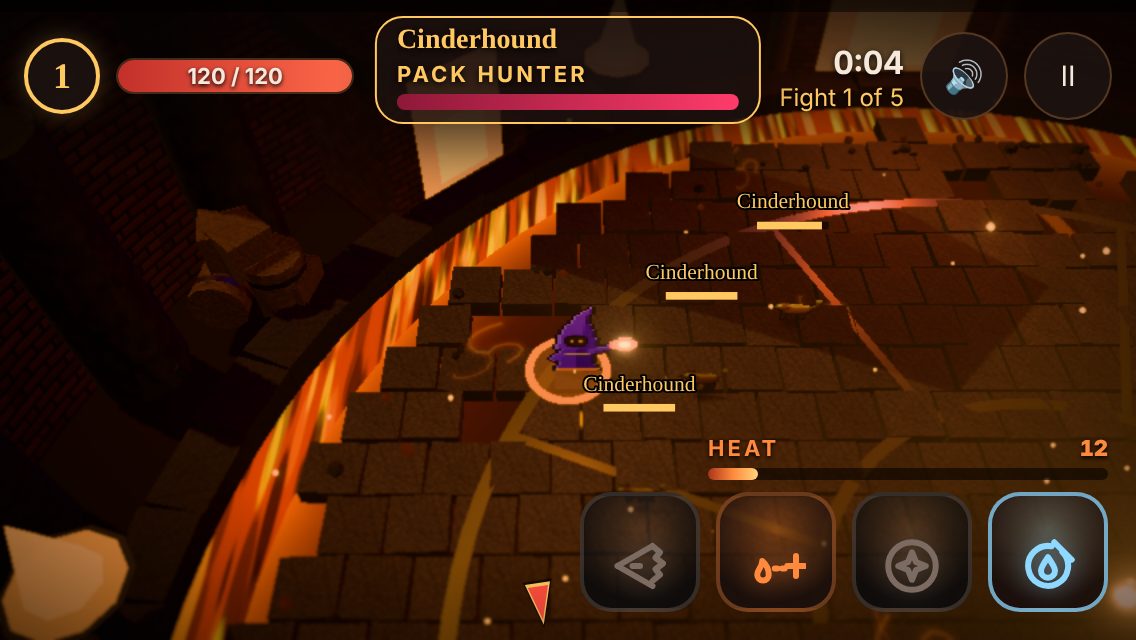 1
120 / 120
Cinderhound
PACK HUNTER
0:04
Fight 1 of 5
Cinderhound
Cinderhound
Cinderhound
HEAT 12